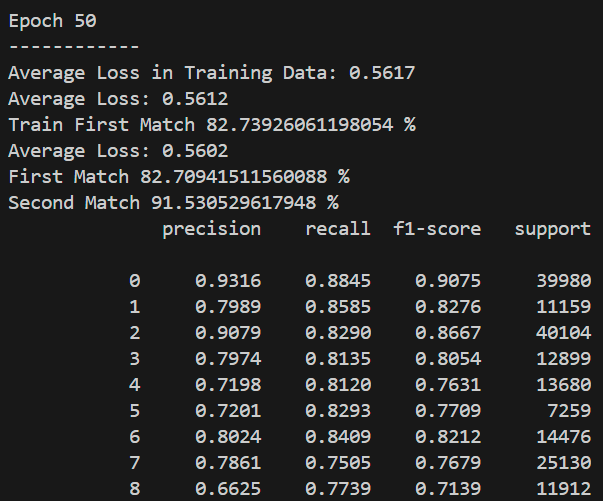 Epoch 50
------------
Average Loss in Training Data: 0.5617
Average Loss: 0.5612
Train First Match 82.73926061198054 %
Average Loss: 0.5602
First Match 82.70941511560088 %
Second Match 91.530529617948 %
precision recall f1-score support
0 0.9316 0.8845 0.9075 39980
1 0.7989 0.8585 0.8276 11159
2 0.9079 0.8290 0.8667 40104
3 0.7974 0.8135 0.8054 12899
4 0.7198 0.8120 0.7631 13680
5 0.7201 0.8293 0.7709 7259
6 0.8024 0.8409 0.8212 14476
7 0.7861 0.7505 0.7679 25130
8 0.6625 0.7739 0.7139 11912